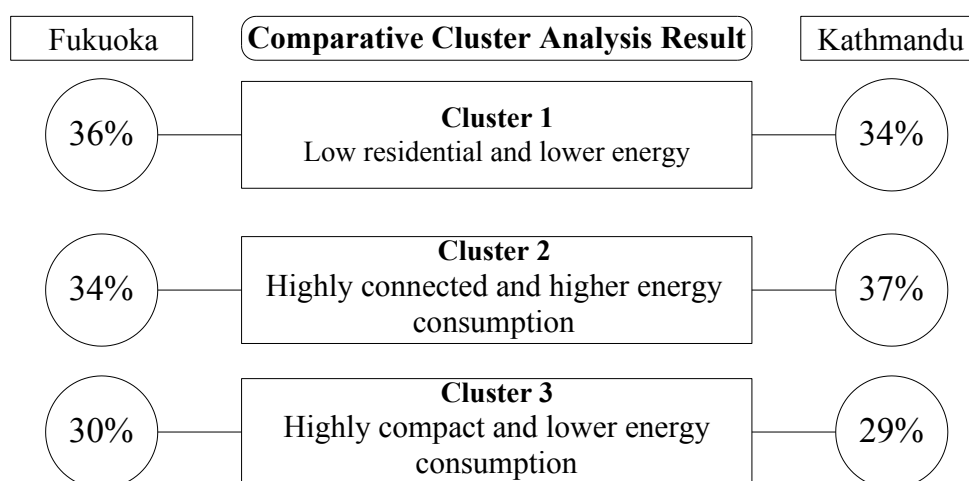 Fukuoka
Comparative Cluster Analysis Result
Kathmandu
36%
Cluster 1
Low residential and lower energy
34%
34%
Cluster 2
Highly connected and higher energy
consumption
37%
30%
Cluster 3
Highly compact and lower energy
consumption
29%